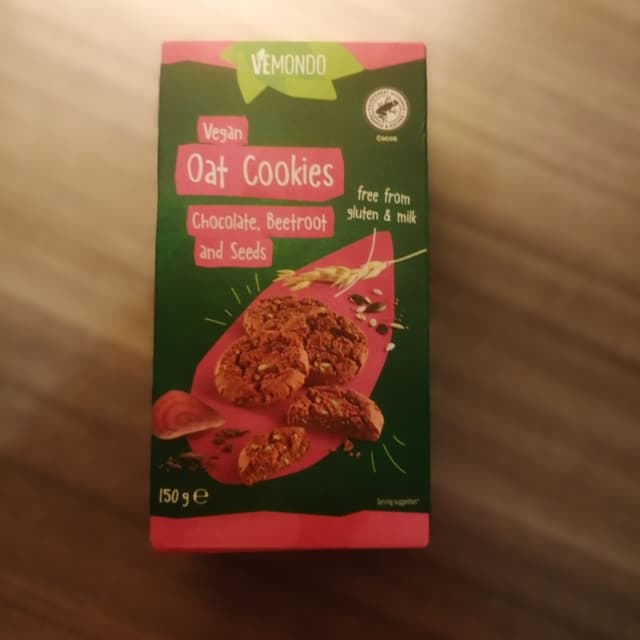 VEMONDO
Vegan
Oat Cookies
Chocolate, Beetroot
and Seeds
free from
gluten & milk
Cocoa
150 g e
Serving suggestion*